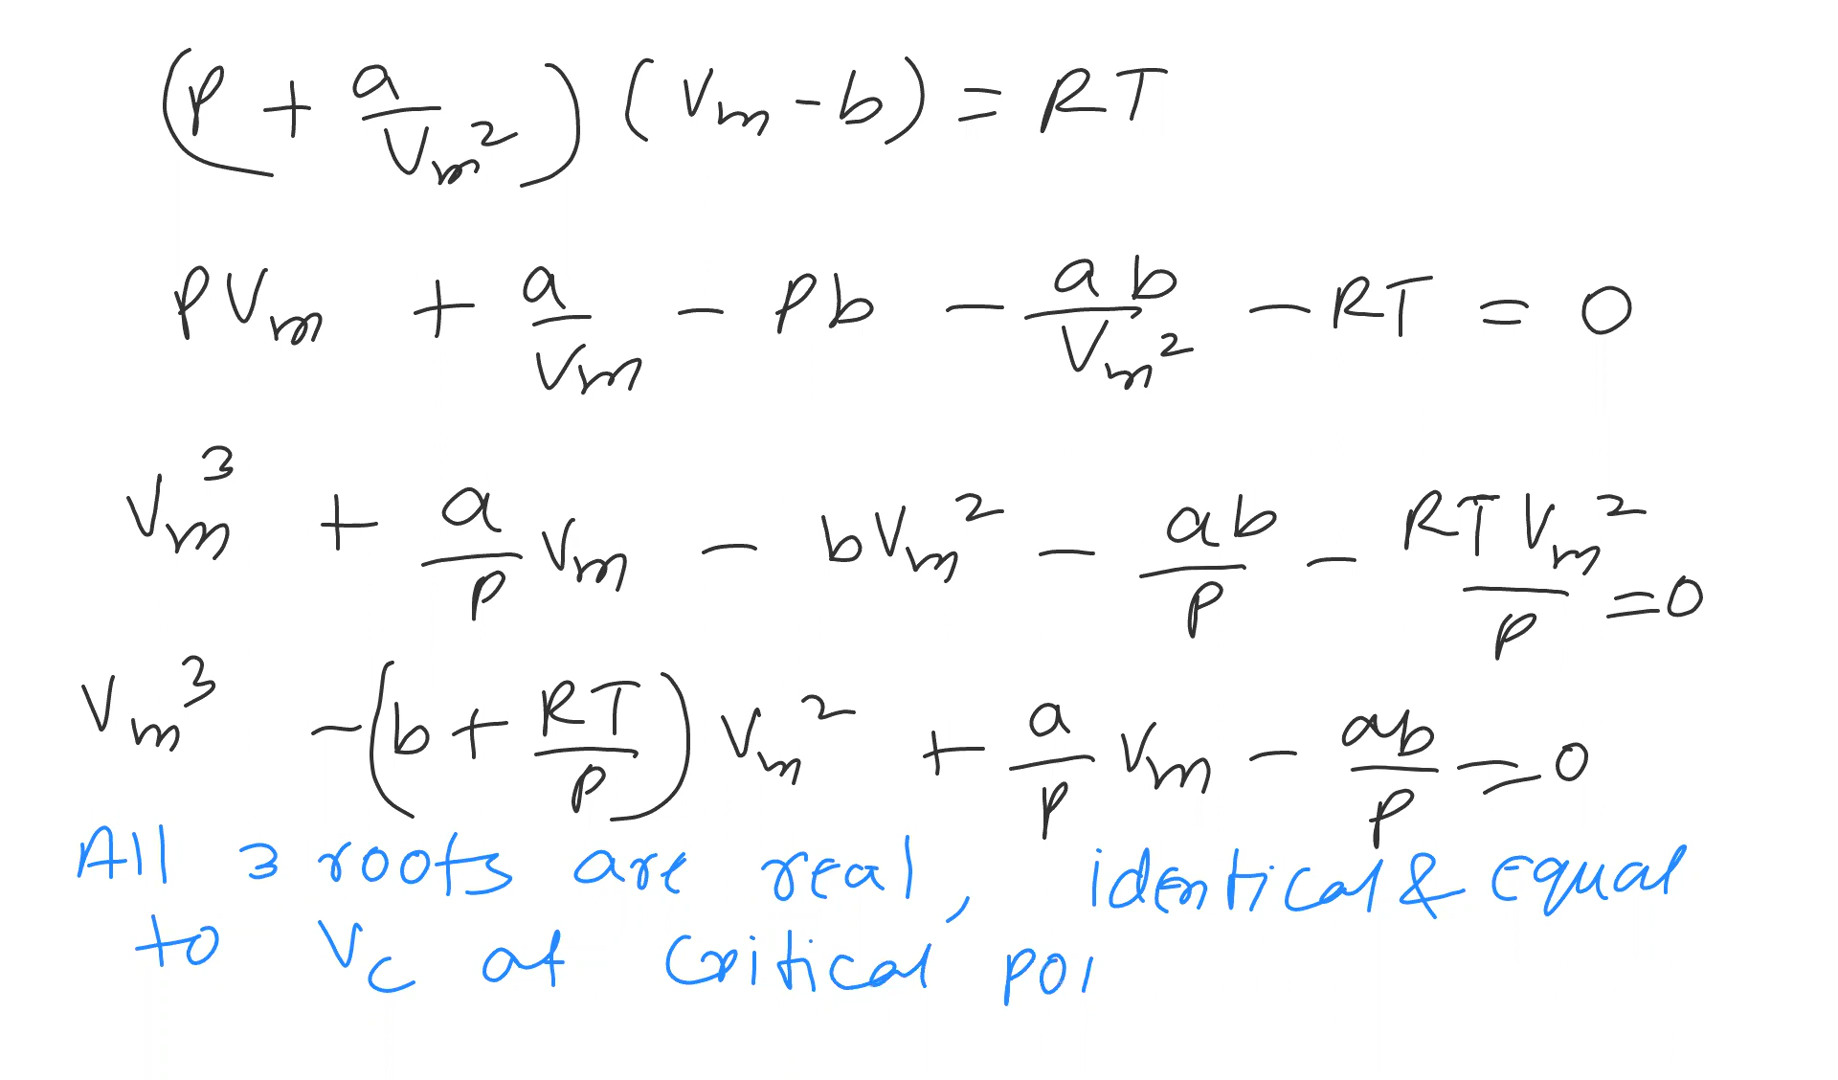 (P + a/Vm²) (Vm - b) = RT
PVm + a/Vm - Pb - ab/Vm² - RT = 0
Vm³ + a/P Vm - bVm² - ab/P - RTVm²/P = 0
Vm³ - (b + RT/P) Vm² + a/P Vm - ab/P = 0
All 3 roots are real, identical & equal
to Vc at critical poi